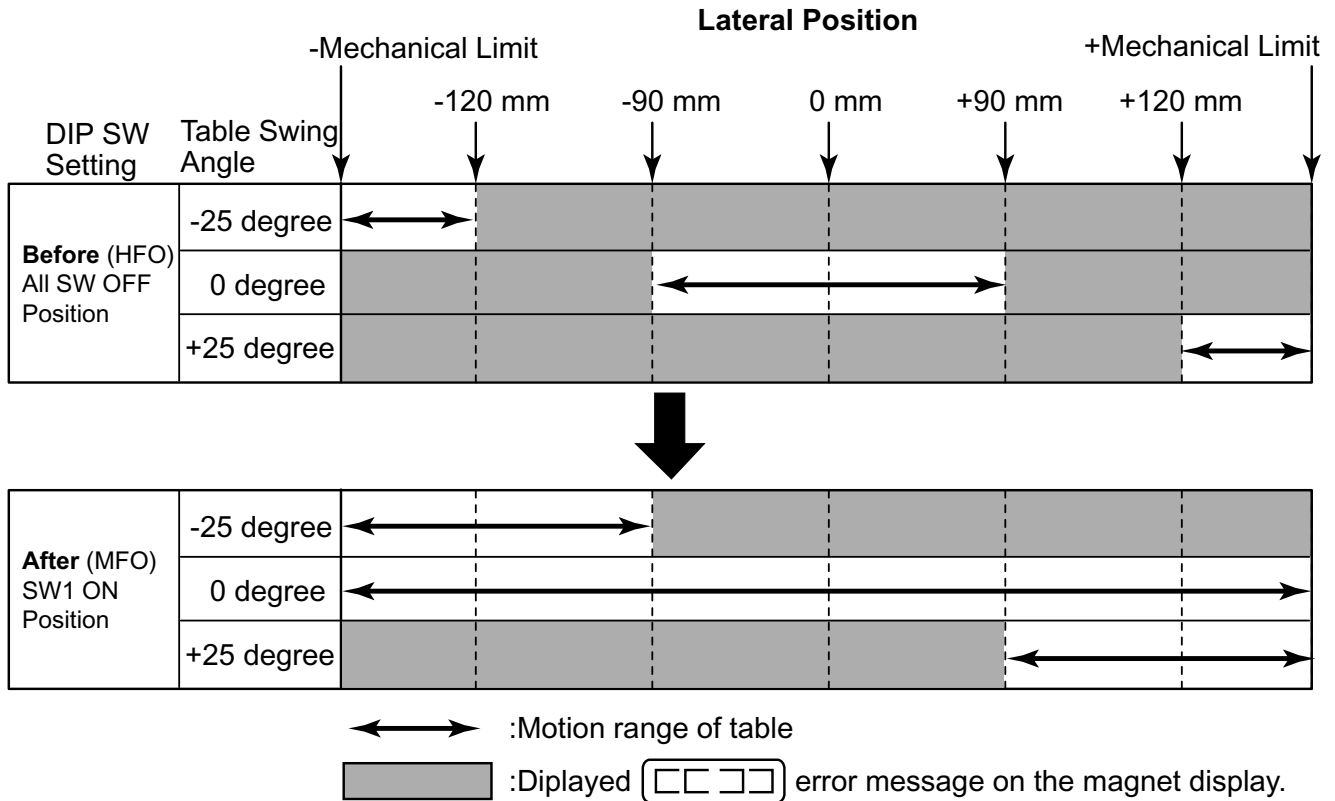 Lateral Position
-Mechanical Limit
+Mechanical Limit
-120 mm
-90 mm
0 mm
+90 mm
+120 mm
DIP SW
Setting
Table Swing
Angle
Before (HFO)
All SW OFF
Position
-25 degree
0 degree
+25 degree
After (MFO)
SW1 ON
Position
-25 degree
0 degree
+25 degree
:Motion range of table
:Diplayed error message on the magnet display.